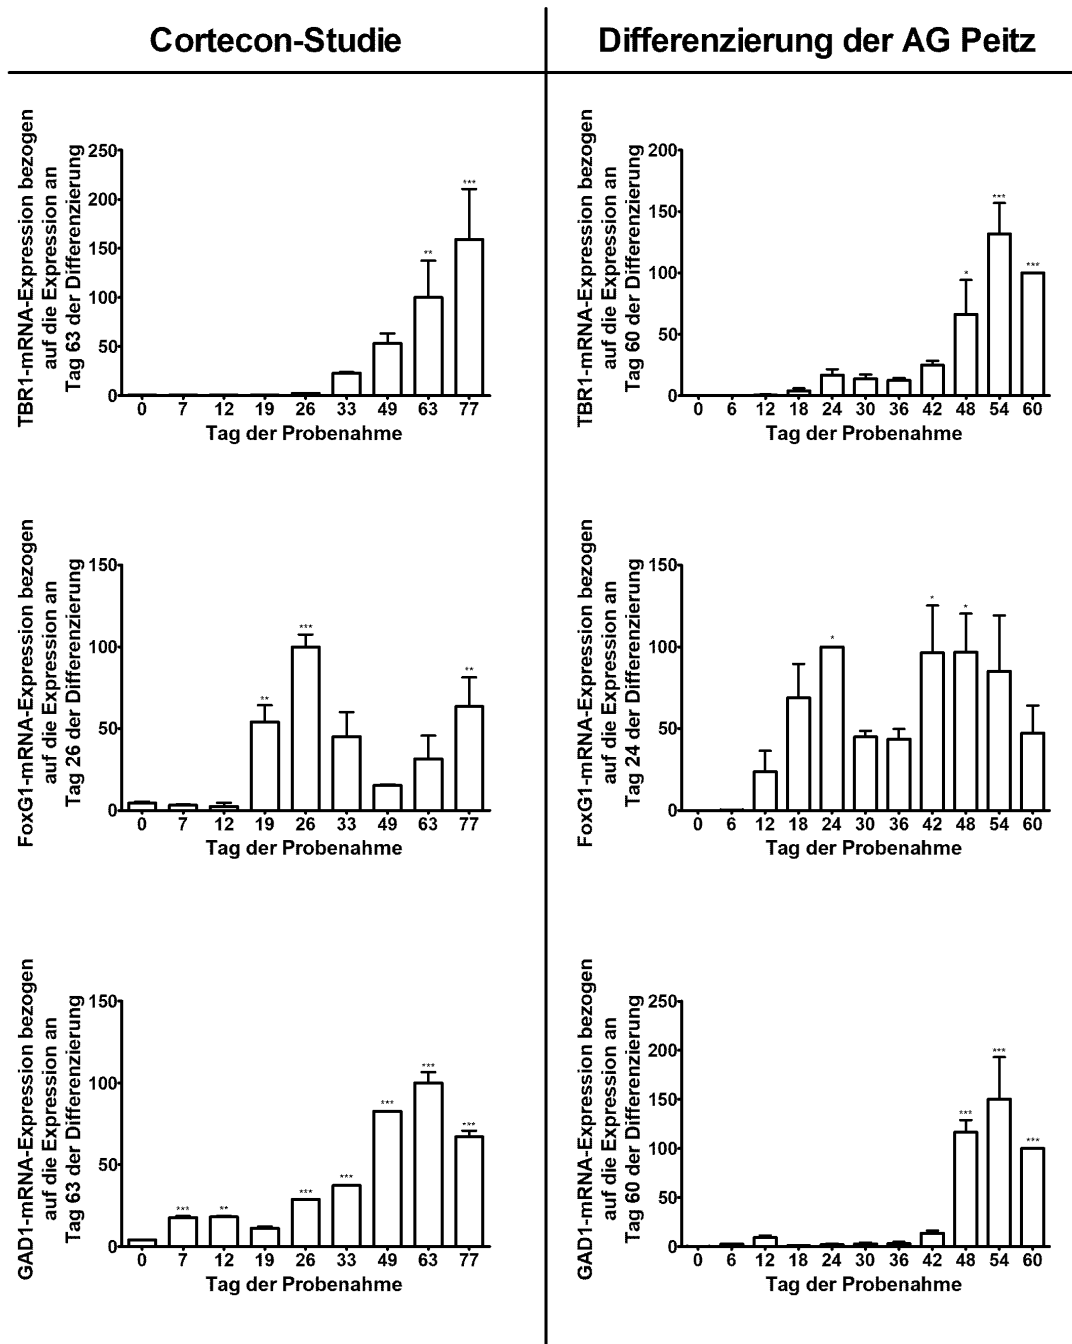 Cortecon-Studie
Differenzierung der AG Peitz
TBR1-mRNA-Expression bezogen
auf die Expression an
Tag 63 der Differenzierung
250
200
150
100
50
0
**
***
0 7 12 19 26 33 49 63 77
Tag der Probenahme
TBR1-mRNA-Expression bezogen
auf die Expression an
Tag 60 der Differenzierung
200
150
100
50
0
*
***
***
0 6 12 18 24 30 36 42 48 54 60
Tag der Probenahme
FoxG1-mRNA-Expression bezogen
auf die Expression an
Tag 26 der Differenzierung
150
100
50
0
**
***
**
0 7 12 19 26 33 49 63 77
Tag der Probenahme
FoxG1-mRNA-Expression bezogen
auf die Expression an
Tag 24 der Differenzierung
150
100
50
0
*
*
*
0 6 12 18 24 30 36 42 48 54 60
Tag der Probenahme
GAD1-mRNA-Expression bezogen
auf die Expression an
Tag 63 der Differenzierung
150
100
50
0
***
**
***
***
***
***
***
0 7 12 19 26 33 49 63 77
Tag der Probenahme
GAD1-mRNA-Expression bezogen
auf die Expression an
Tag 60 der Differenzierung
250
200
150
100
50
0
***
***
***
0 6 12 18 24 30 36 42 48 54 60
Tag der Probenahme